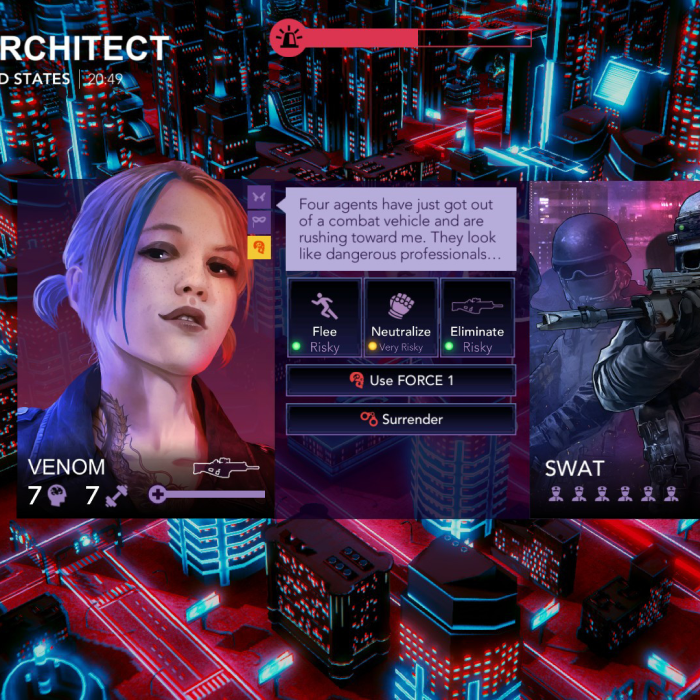 RCHITECT
D STATES | 20:49
Four agents have just got out
of a combat vehicle and are
rushing toward me. They look
like dangerous professionals...
Flee
Risky
Neutralize
Very Risky
Eliminate
Risky
Use FORCE 1
Surrender
VENOM
7 7
SWAT